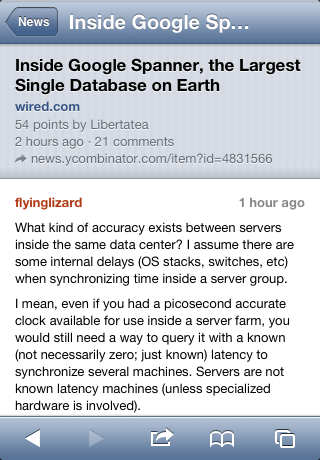 News
Inside Google Sp...
Inside Google Spanner, the Largest
Single Database on Earth
wired.com
54 points by Libertatea
2 hours ago · 21 comments
news.ycombinator.com/item?id=4831566
flyinglizard 1 hour ago
What kind of accuracy exists between servers
inside the same data center? I assume there are
some internal delays (OS stacks, switches, etc)
when synchronizing time inside a server group.
I mean, even if you had a picosecond accurate
clock available for use inside a server farm, you
would still need a way to query it with a known
(not necessarily zero; just known) latency to
synchronize several machines. Servers are not
known latency machines (unless specialized
hardware is involved).